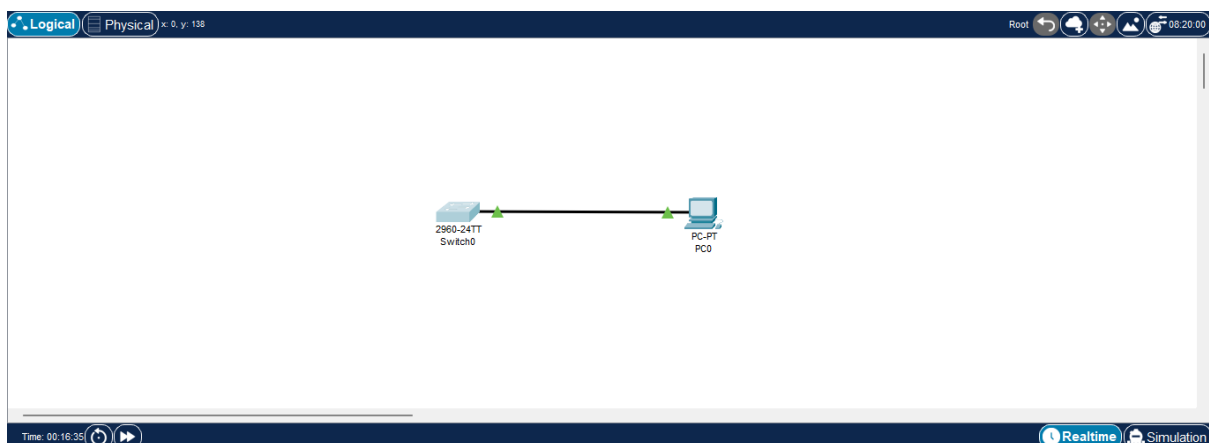 Logical Physical x: 0, y: 138 Root 08:20:00
2960-24TT
Switch0
PC-PT
PC0
Time: 00:16:35 Realtime Simulation